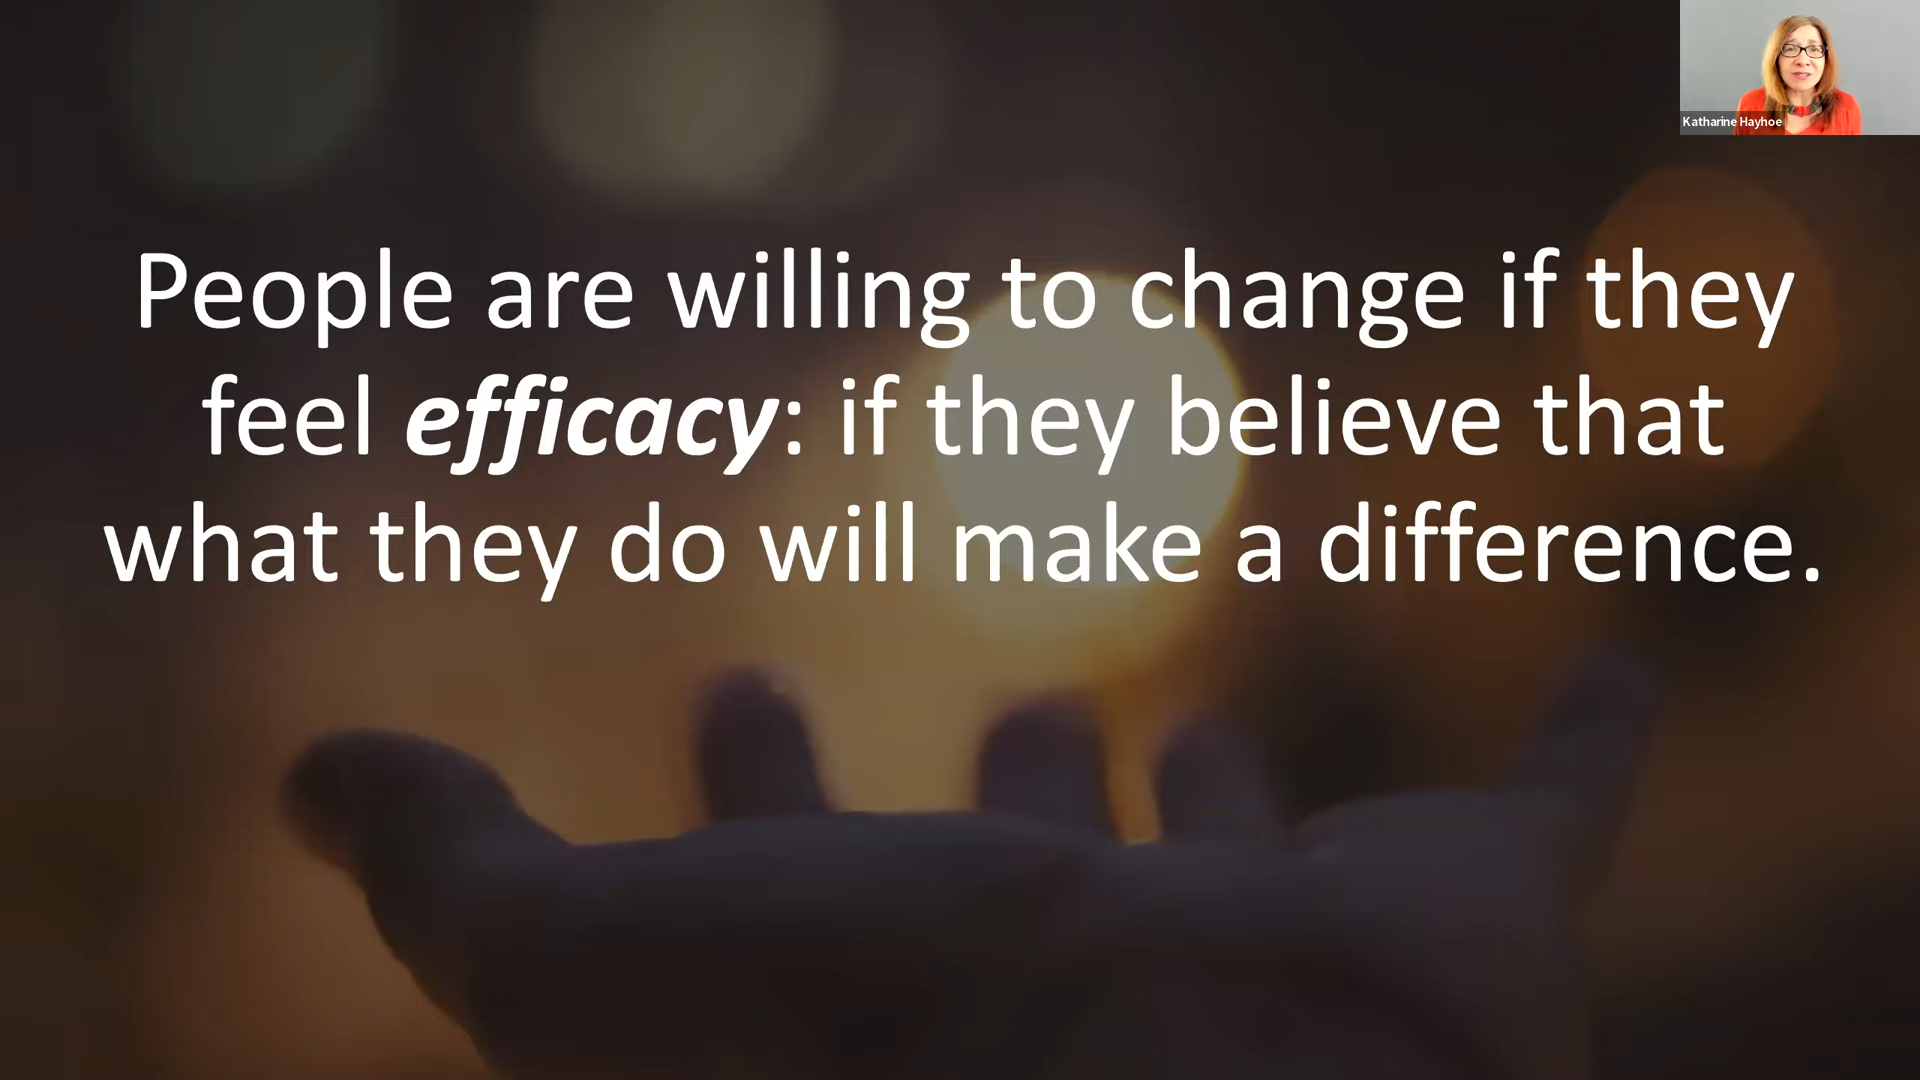 Katharine Hayhoe
People are willing to change if they
feel efficacy: if they believe that
what they do will make a difference.